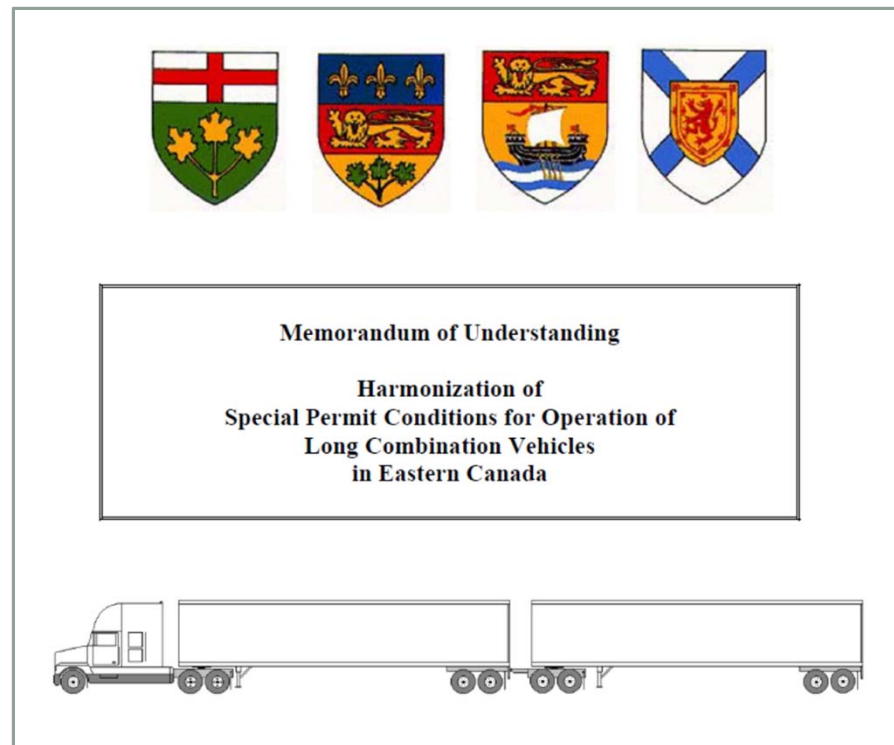 Memorandum of Understanding
Harmonization of
Special Permit Conditions for Operation of
Long Combination Vehicles
in Eastern Canada